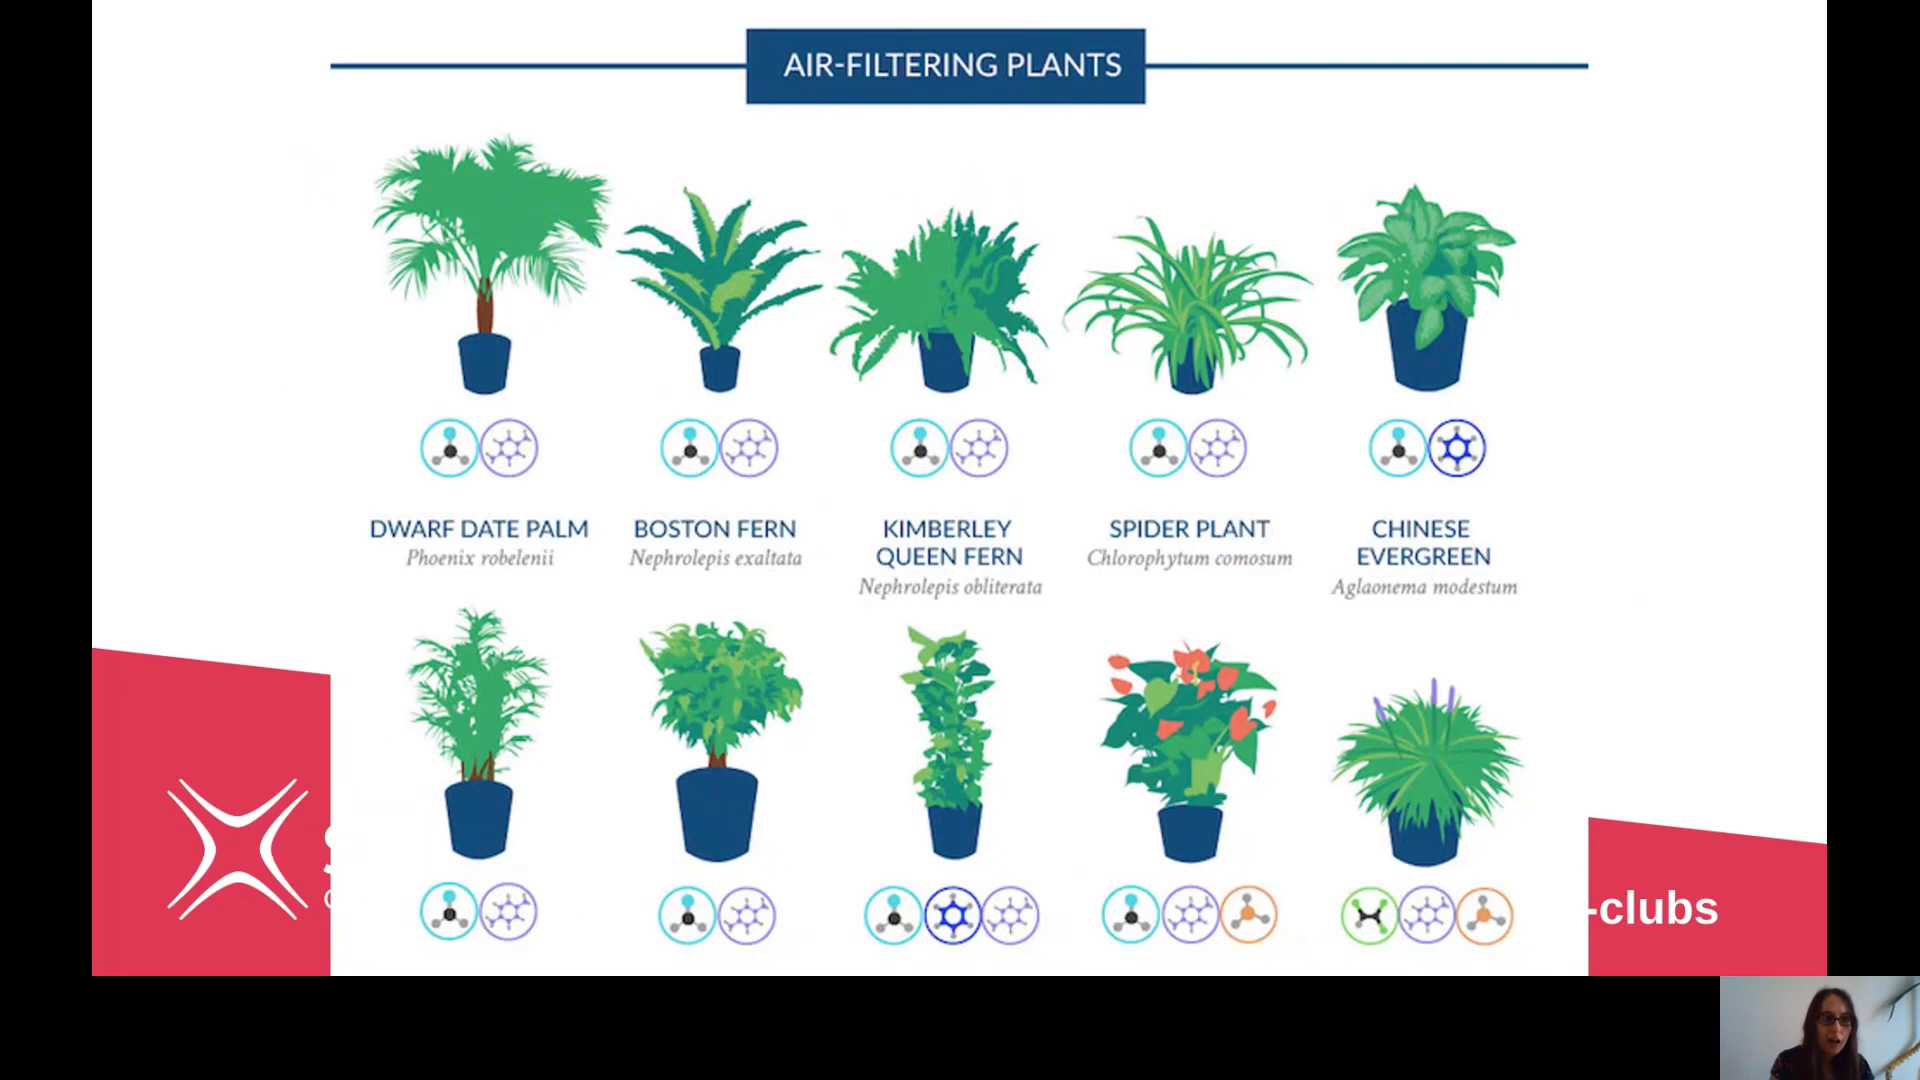 AIR-FILTERING PLANTS
DWARF DATE PALM
Phoenix robelenii
BOSTON FERN
Nephrolepis exaltata
KIMBERLEY
QUEEN FERN
Nephrolepis obliterata
SPIDER PLANT
Chlorophytum comosum
CHINESE
EVERGREEN
Aglaonema modestum
-clubs